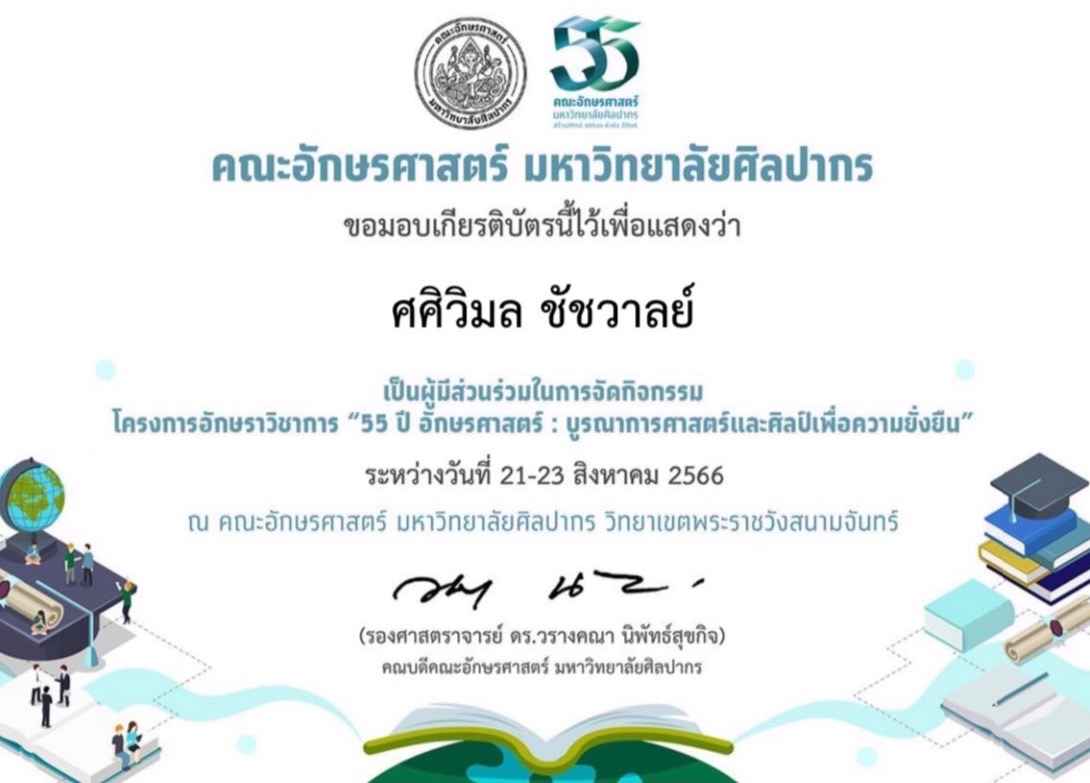 คณะอักษรศาสตร์
มหาวิทยาลัยศิลปากร
55
คณะอักษรศาสตร์
มหาวิทยาลัยศิลปากร
คณะอักษรศาสตร์ มหาวิทยาลัยศิลปากร
ขอมอบเกียรติบัตรนี้ไว้เพื่อแสดงว่า
ศศิวิมล ชัชวาลย์
เป็นผู้มีส่วนร่วมในการจัดกิจกรรม
โครงการอักษราวิชาการ “55 ปี อักษรศาสตร์ : บูรณาการศาสตร์และศิลป์เพื่อความยั่งยืน”
ระหว่างวันที่ 21-23 สิงหาคม 2566
ณ คณะอักษรศาสตร์ มหาวิทยาลัยศิลปากร วิทยาเขตพระราชวังสนามจันทร์
(รองศาสตราจารย์ ดร.วรางคณา นิพัทธ์สุขกิจ)
คณบดีคณะอักษรศาสตร์ มหาวิทยาลัยศิลปากร